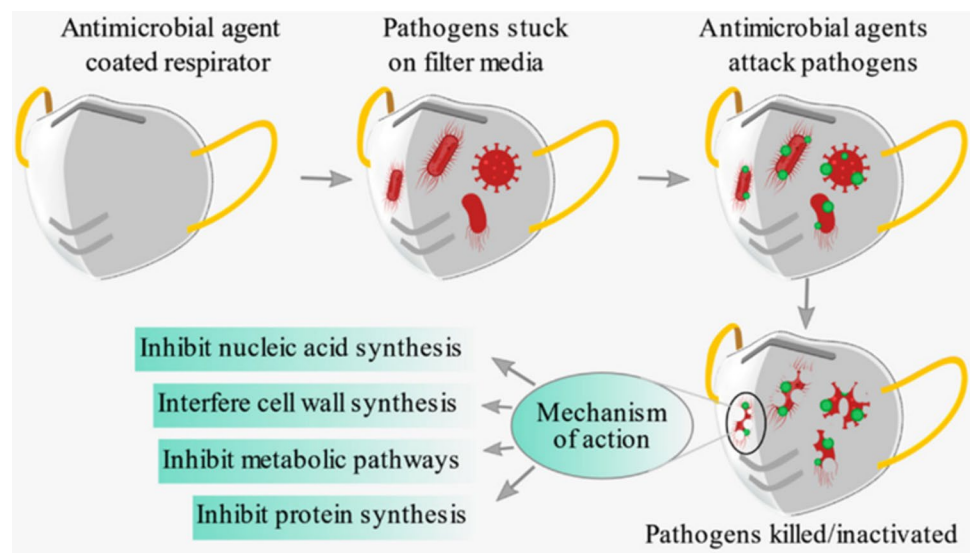 Antimicrobial agent
coated respirator
Pathogens stuck
on filter media
Antimicrobial agents
attack pathogens
Inhibit nucleic acid synthesis
Interfere cell wall synthesis
Inhibit metabolic pathways
Inhibit protein synthesis
Mechanism
of action
Pathogens killed/inactivated